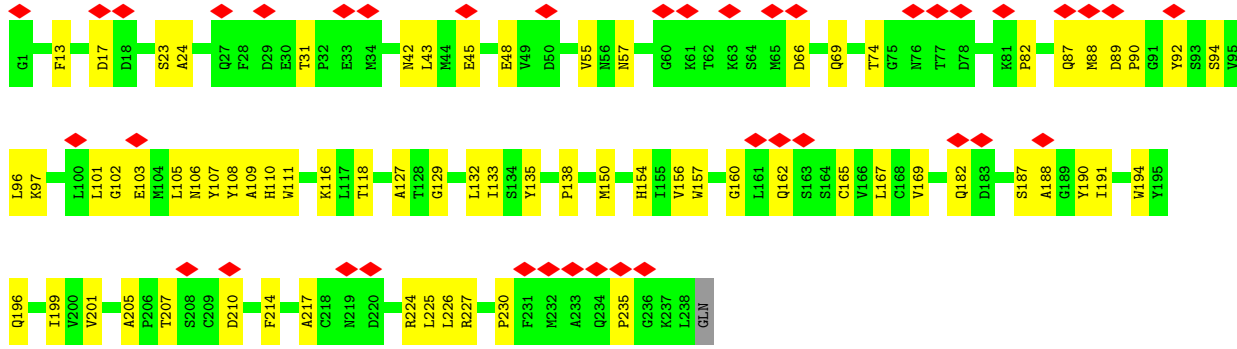 G1 F13 D17 D18 S23 A24 Q27 F28 D29 E30 T31 P32 E33 M34 N42 L43 M44 E45 E48 V49 D50 V55 N56 N57 G60 K61 T62 K63 S64 M65 D66 Q69 T74 G75 N76 T77 D78 K81 P82 Q87 M88 D89 P90 G91 Y92 S93 S94 V95
L96 K97 L100 L101 G102 E103 M104 L105 N106 Y107 Y108 A109 H110 W111 K116 L117 T118 A127 T128 G129 L132 I133 S134 Y135 P138 M150 H154 I155 V156 W157 G160 L161 Q162 S163 S164 C165 V166 L167 C168 V169 Q182 D183 S187 A188 G189 Y190 I191 W194 Y195
Q196 I199 V200 V201 A205 P206 T207 S208 C209 D210 F214 A217 C218 N219 D220 R224 L225 L226 R227 P230 F231 M232 A233 Q234 P235 G236 K237 L238 GLN